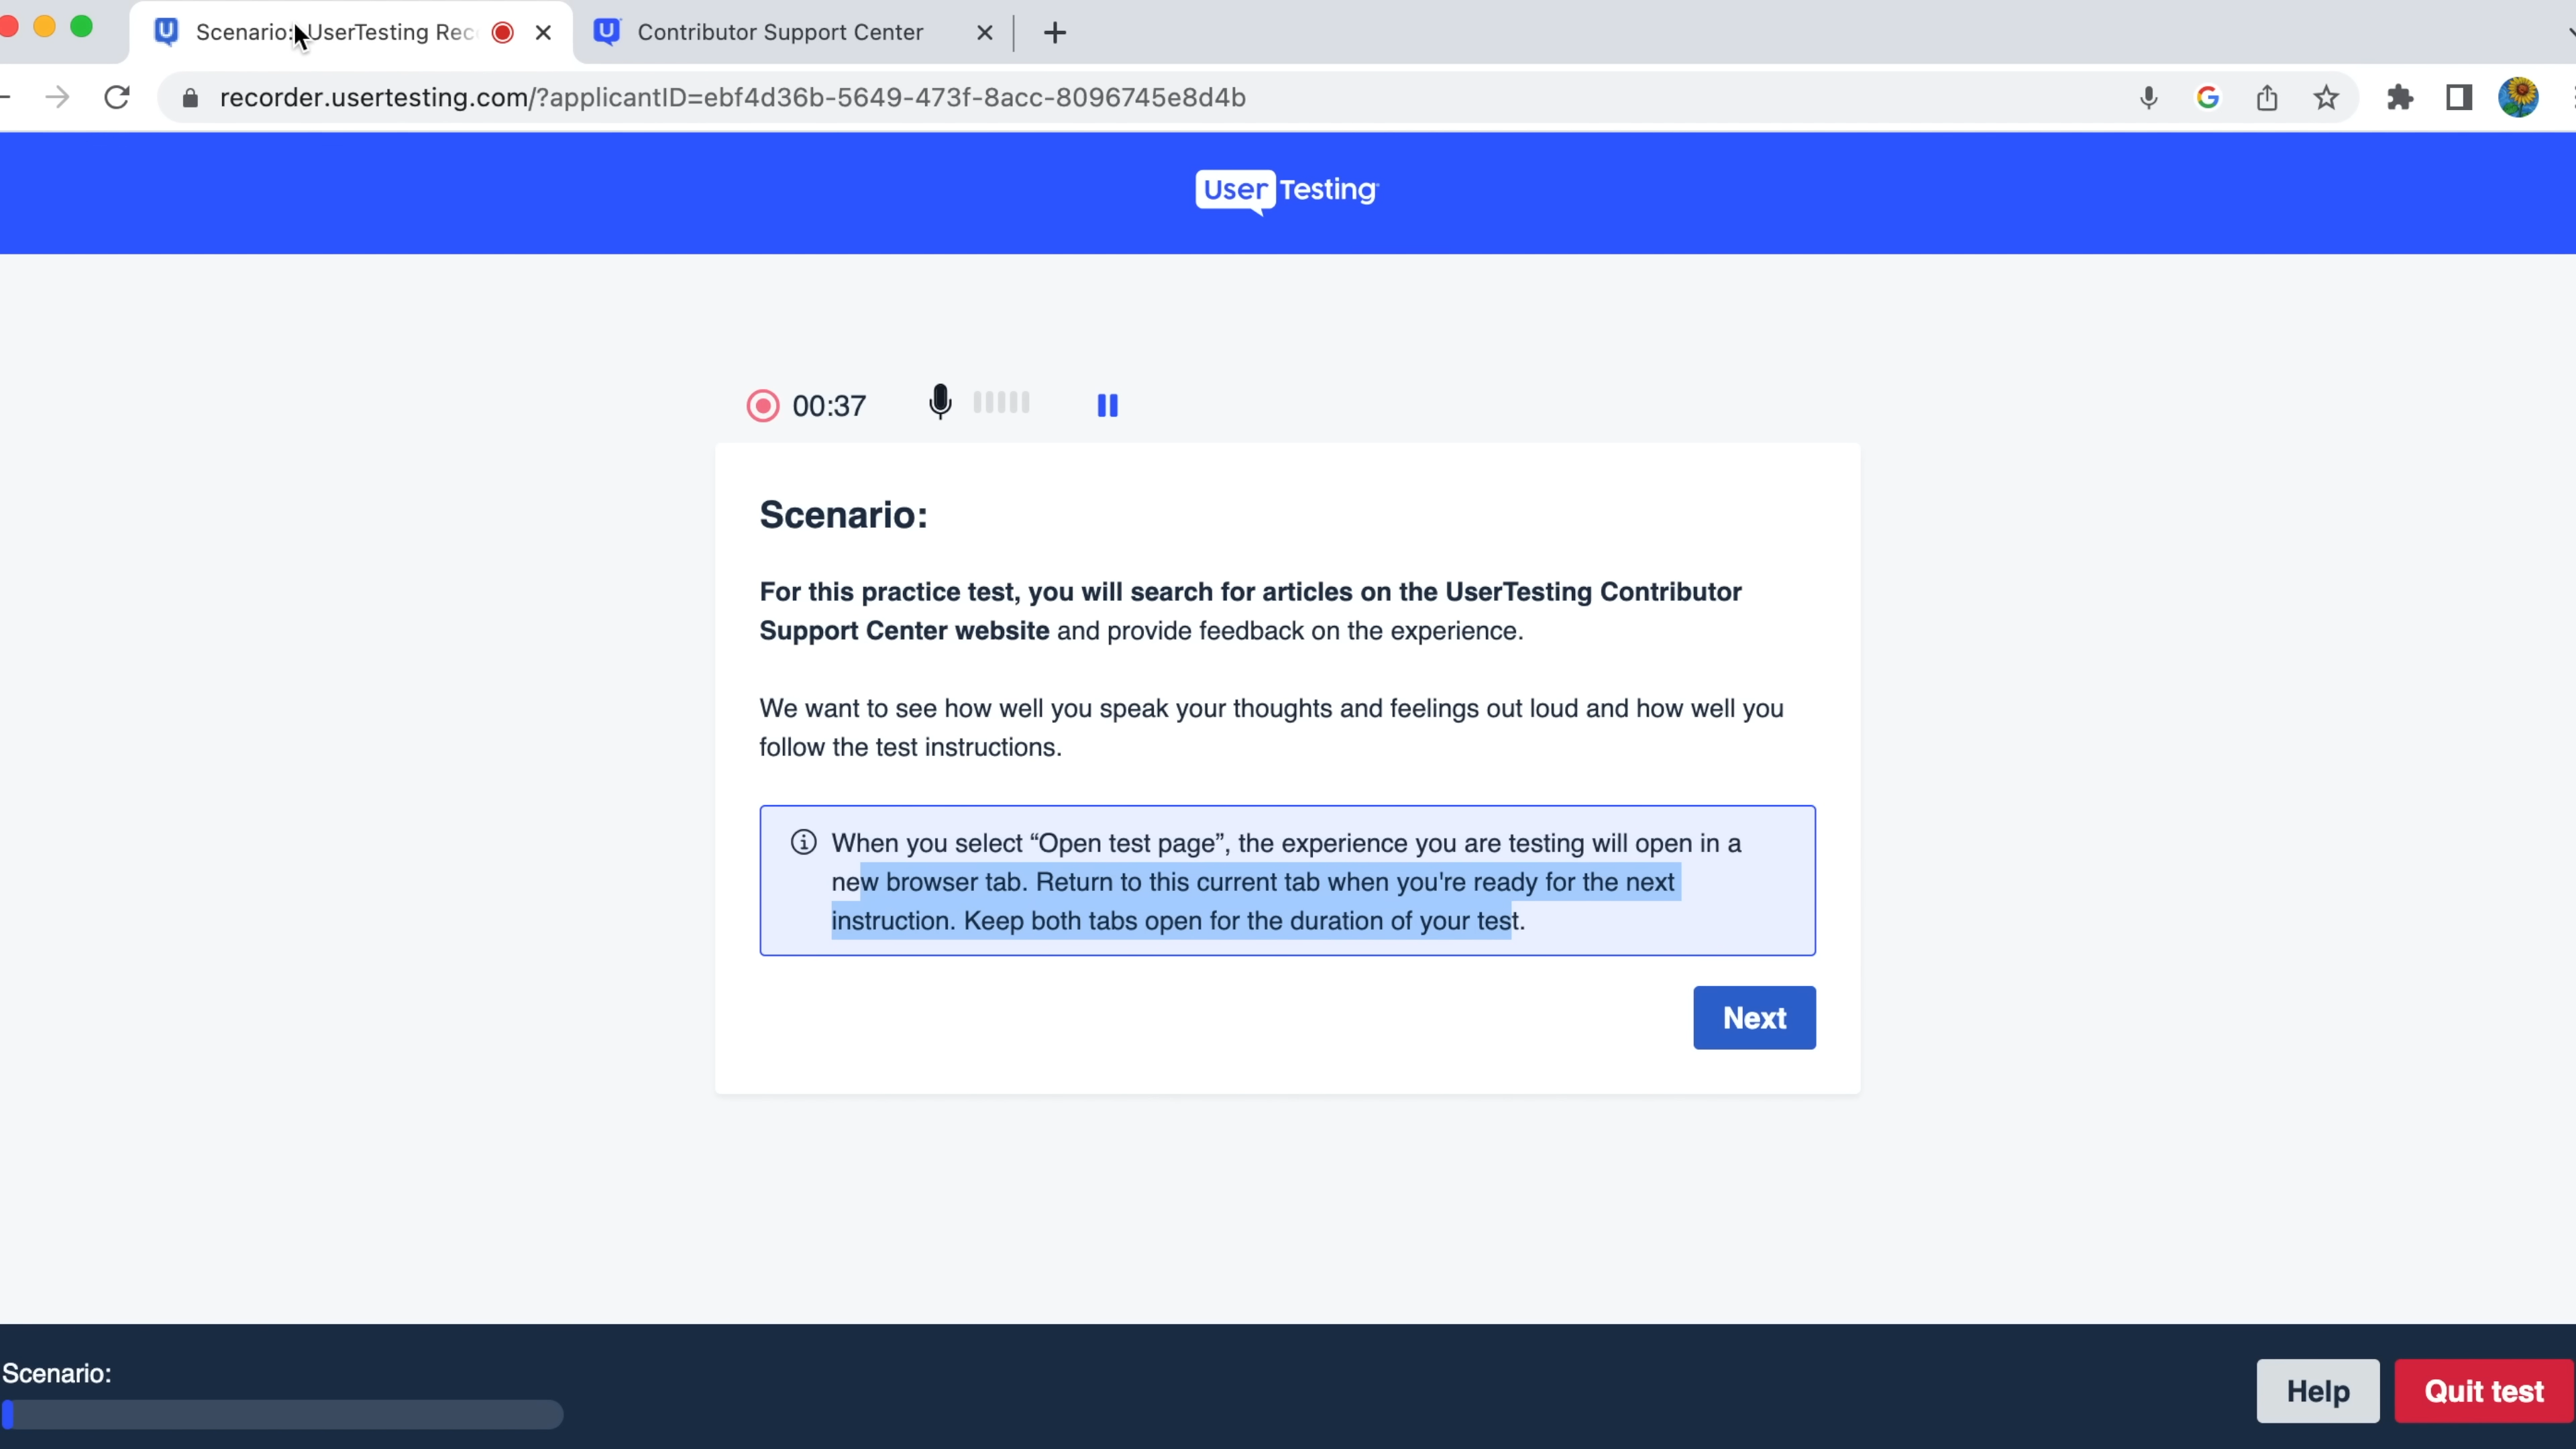 Scenario: UserTesting Rec
Contributor Support Center
recorder.usertesting.com/?applicantID=ebf4d36b-5649-473f-8acc-8096745e8d4b
UserTesting
00:37
Scenario:
For this practice test, you will search for articles on the UserTesting Contributor
Support Center website and provide feedback on the experience.
We want to see how well you speak your thoughts and feelings out loud and how well you
follow the test instructions.
When you select “Open test page”, the experience you are testing will open in a
new browser tab. Return to this current tab when you're ready for the next
instruction. Keep both tabs open for the duration of your test.
Next
Scenario:
Help
Quit test